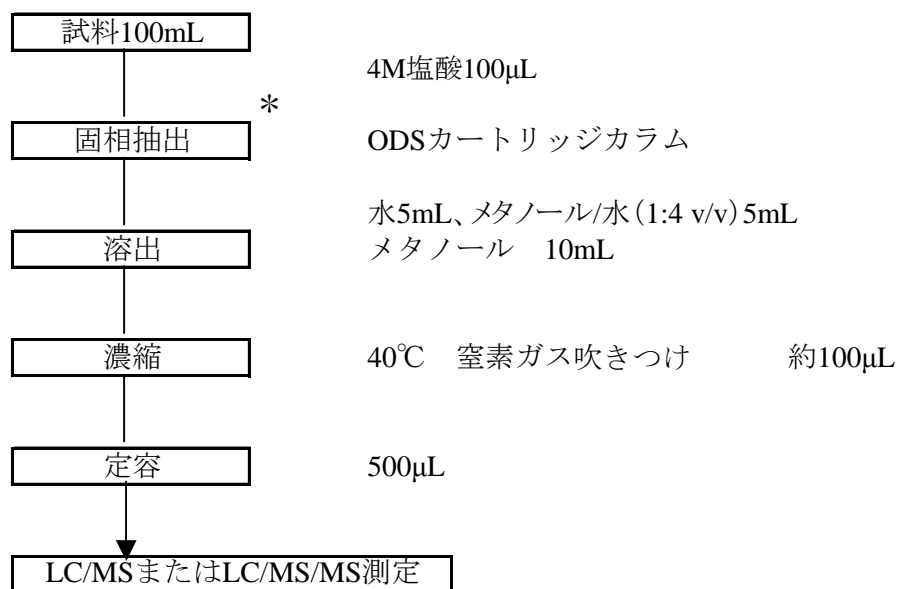 試料100mL
4M塩酸100μL
*
固相抽出 ODSカートリッジカラム
水5mL、メタノール/水(1:4 v/v)5mL
溶出 メタノール 10mL
濃縮 40℃ 窒素ガス吹きつけ 約100μL
定容 500μL
LC/MSまたはLC/MS/MS測定